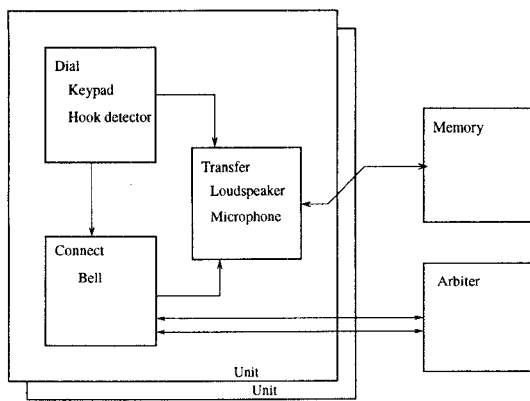 Dial
Keypad
Hook detector
Transfer
Loudspeaker
Microphone
Memory
Connect
Bell
Arbiter
Unit
Unit